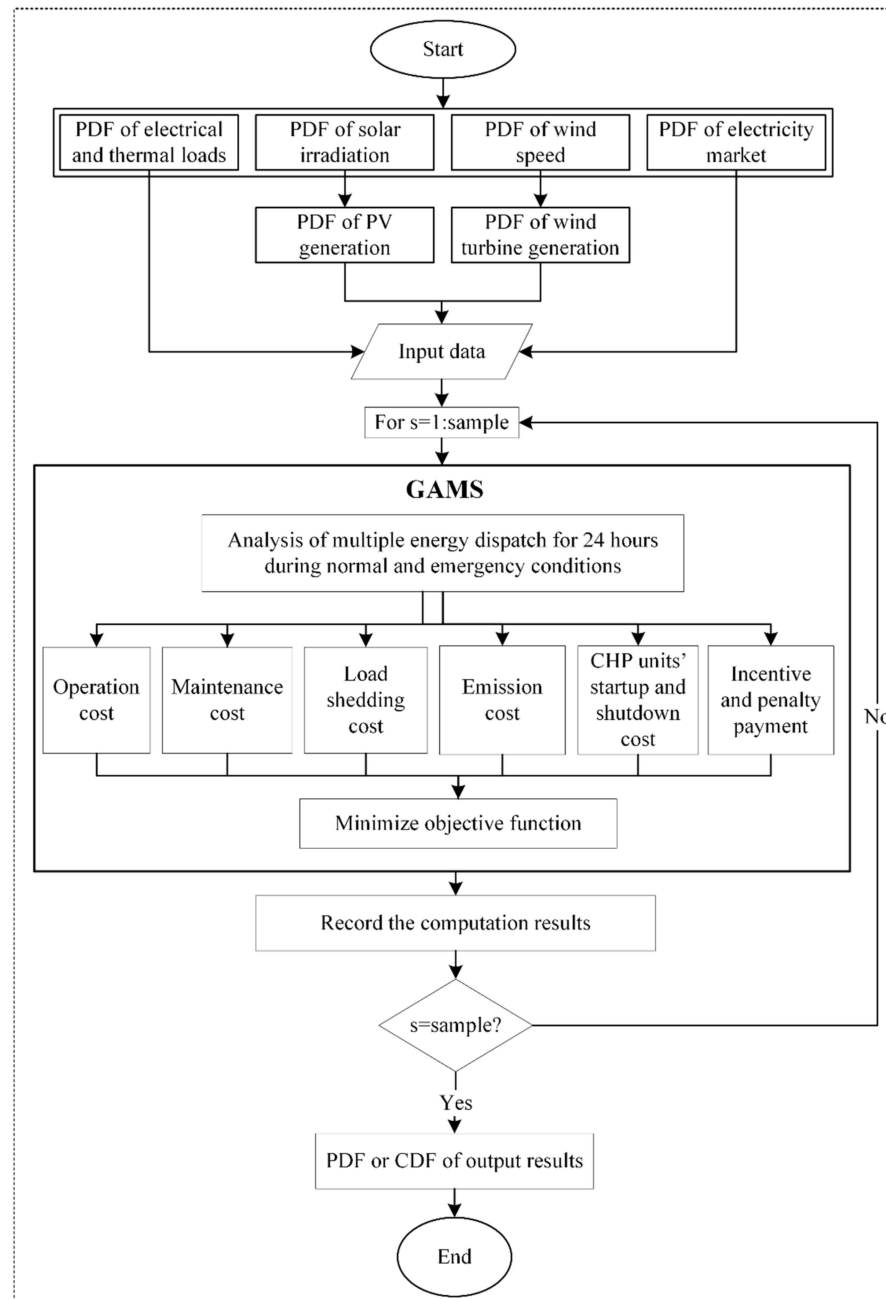 Start
PDF of electrical
and thermal loads
PDF of solar
irradiation
PDF of wind
speed
PDF of electricity
market
PDF of PV
generation
PDF of wind
turbine generation
Input data
For s=1:sample
GAMS
Analysis of multiple energy dispatch for 24 hours
during normal and emergency conditions
Operation
cost
Maintenance
cost
Load
shedding
cost
Emission
cost
CHP units’
startup and
shutdown
cost
Incentive
and penalty
payment
No
Minimize objective function
Record the computation results
s=sample?
Yes
PDF or CDF of output results
End